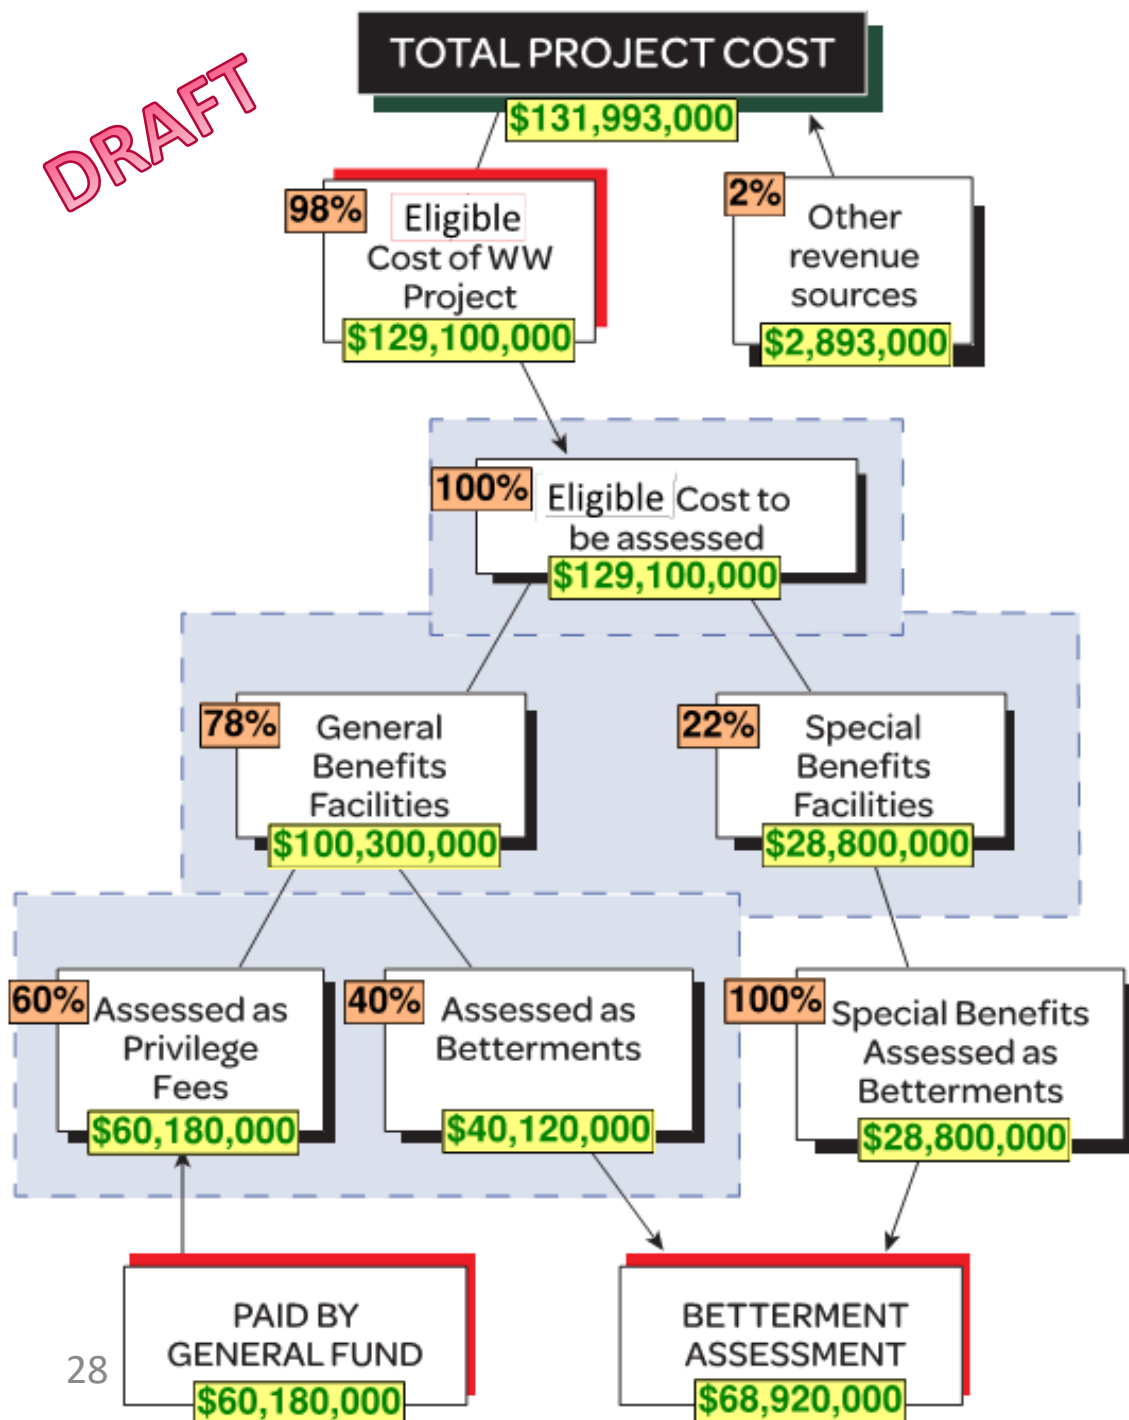 DRAFT
TOTAL PROJECT COST
$131,993,000
98%
Eligible
Cost of WW
Project
$129,100,000
2%
Other
revenue
sources
$2,893,000
100%
Eligible Cost to
be assessed
$129,100,000
78%
General
Benefits
Facilities
$100,300,000
22%
Special
Benefits
Facilities
$28,800,000
60%
Assessed as
Privilege
Fees
$60,180,000
40%
Assessed as
Betterments
$40,120,000
100%
Special Benefits
Assessed as
Betterments
$28,800,000
PAID BY
GENERAL FUND
$60,180,000
BETTERMENT
ASSESSMENT
$68,920,000
28